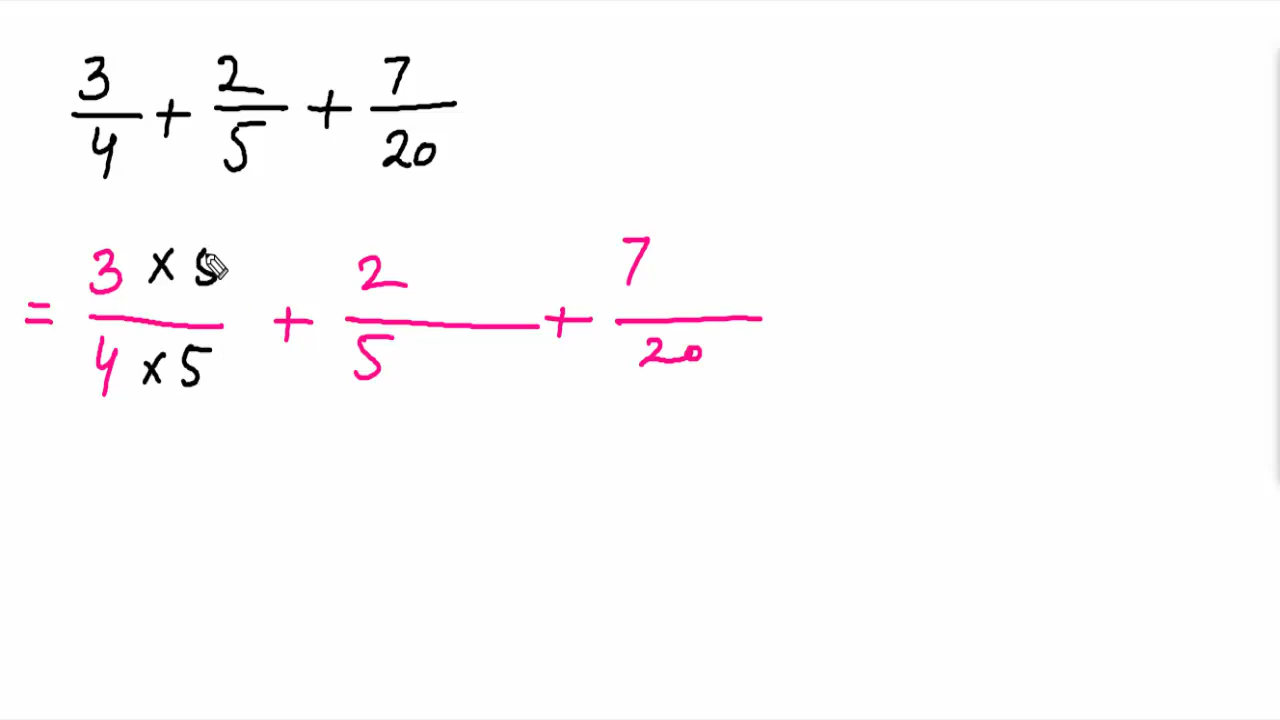 3/4 + 2/5 + 7/20
= 3 × 5/4 × 5 + 2/5 + 7/20